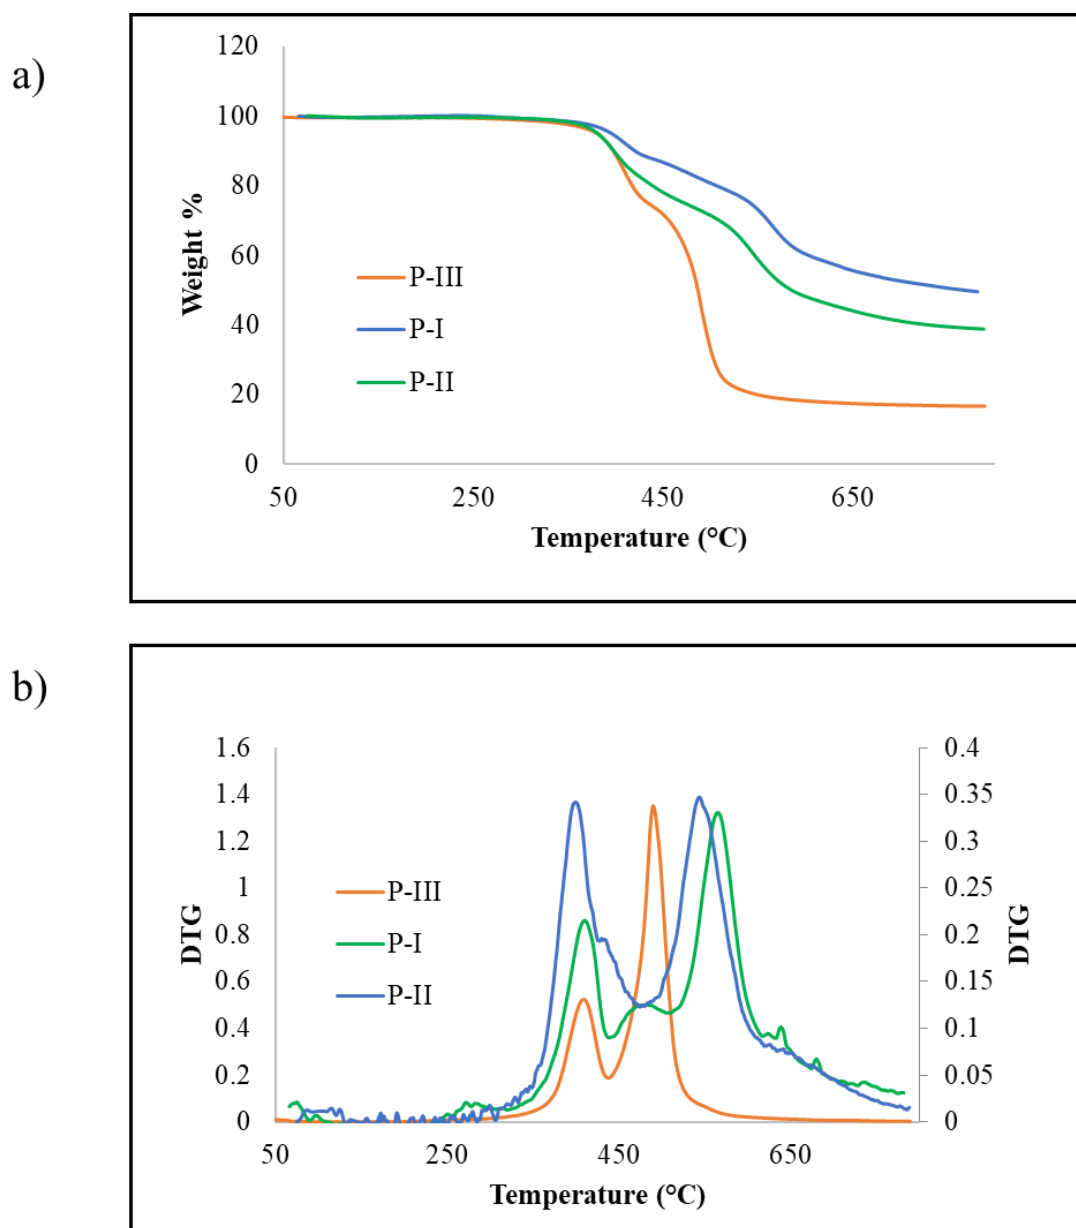 a)
120
100
80
60
40
20
0
Weight %
P-III
P-I
P-II
50 250 450 650
Temperature (°C)
b)
1.6 0.4
1.4 0.35
1.2 0.3
1 0.25
0.8 0.2
0.6 0.15
0.4 0.1
0.2 0.05
0 0
DTG
DTG
P-III
P-I
P-II
50 250 450 650
Temperature (°C)